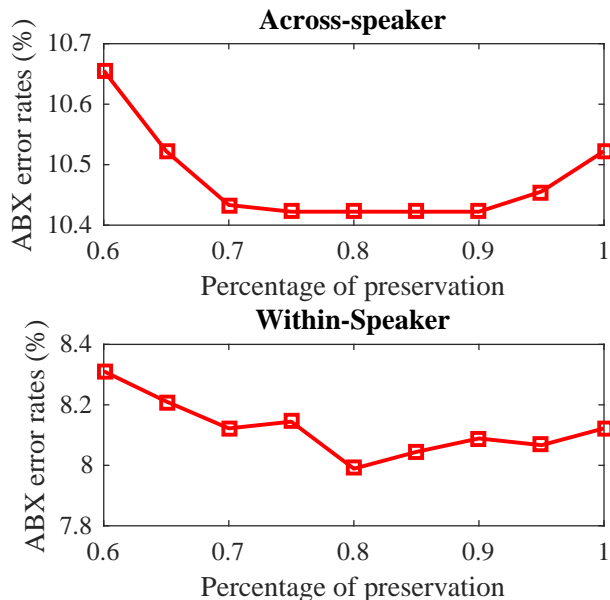 Across-speaker
ABX error rates (%)
10.7
10.6
10.5
10.4
0.6 0.7 0.8 0.9 1
Percentage of preservation
Within-Speaker
ABX error rates (%)
8.4
8.2
8
7.8
0.6 0.7 0.8 0.9 1
Percentage of preservation